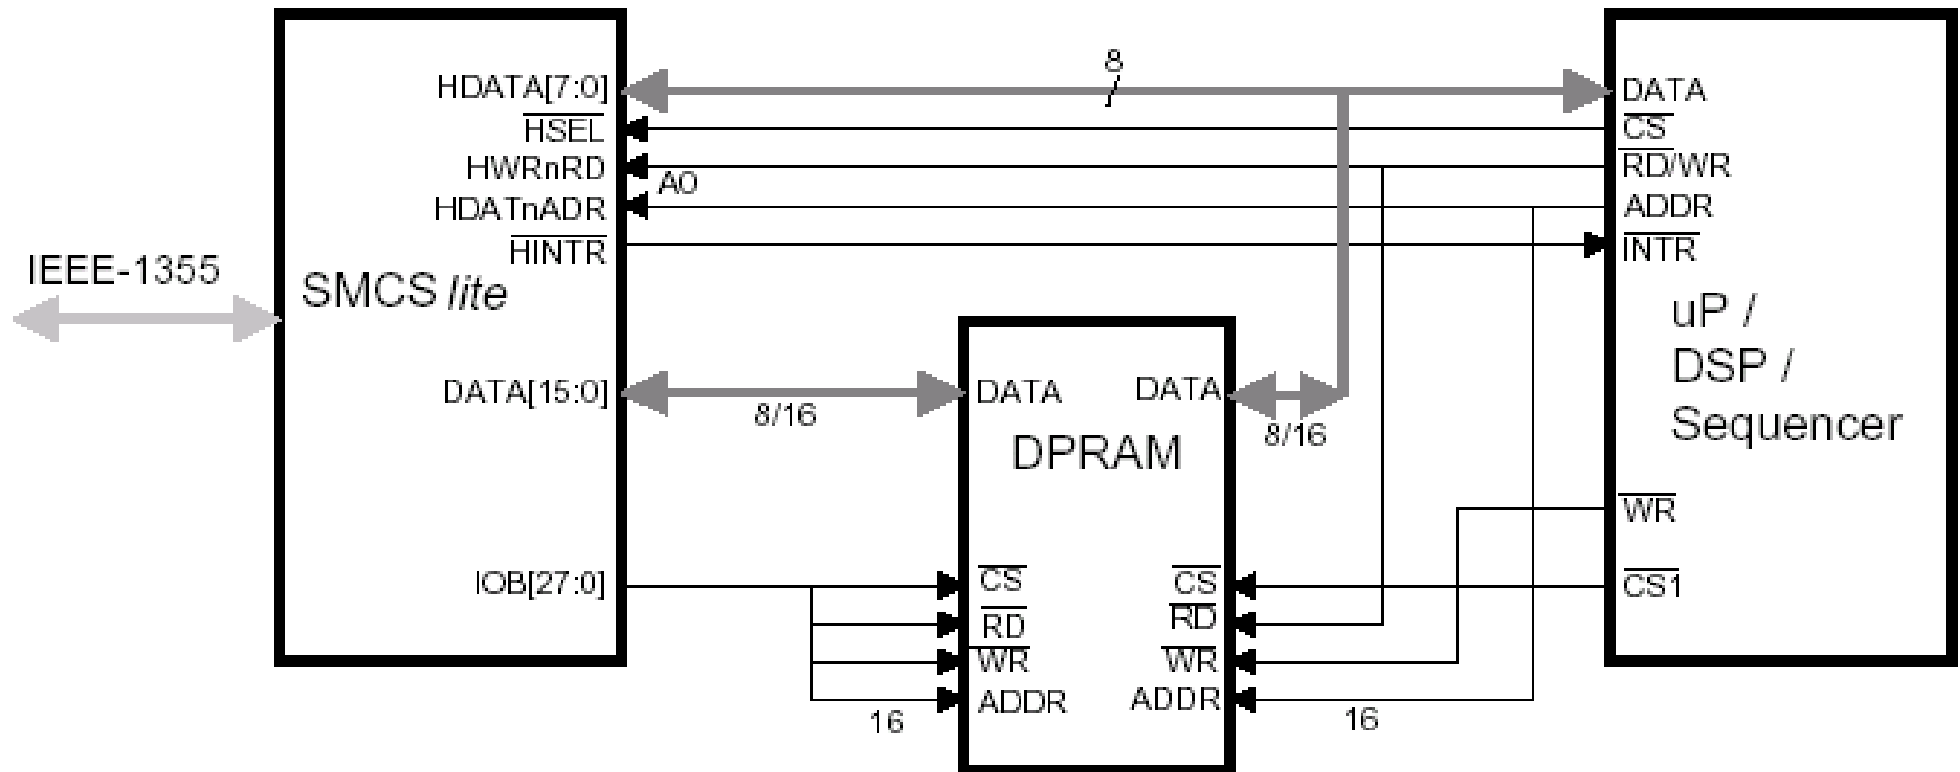 8
HDATA[7:0]
HSEL
HWRnRD
A0
HDATnADR
HINTR
IEEE-1355
SMCS lite
DATA[15:0]
8/16
IOB[27:0]
DATA
DATA
8/16
DPRAM
CS
RD
WR
ADDR
16
CS
RD
WR
ADDR
16
DATA
CS
RD/WR
ADDR
INTR
uP /
DSP /
Sequencer
WR
CS1